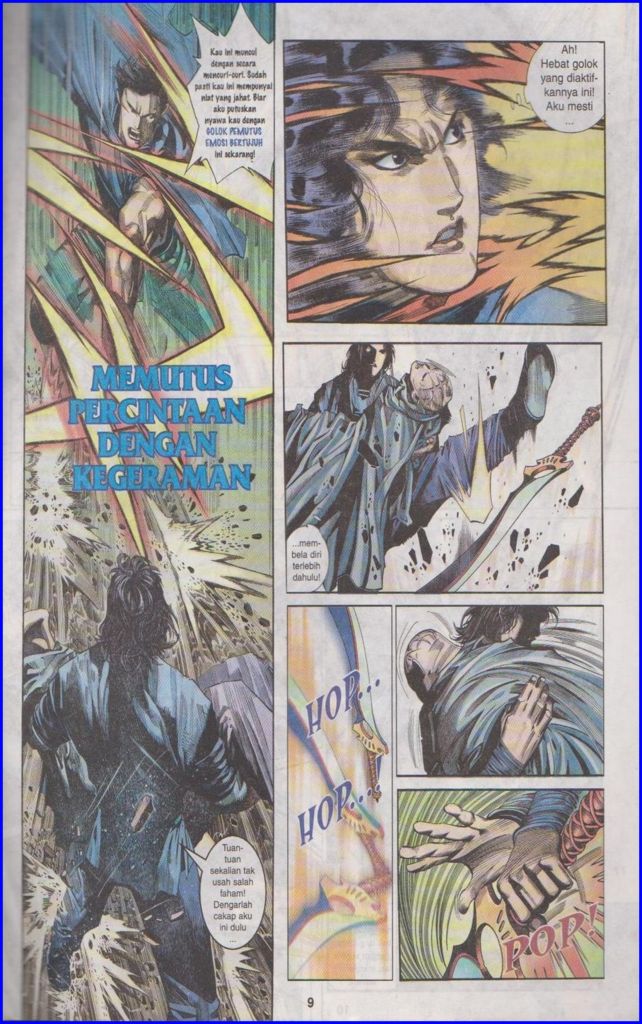 Kau ini muncul
dengan secara
mencuri-curi. Sudah
pasti kau ini mempunyai
niat yang jahat. Biar
aku putuskan
nyawa kau dengan
GOLOK PEMUTUS
EMOSI BERTUJUH
ini sekarang!
MEMUTUS
PERCINTAAN
DENGAN
KEGERAMAN
Tuan-
tuan
sekalian tak
usah salah
faham!
Dengarlah
cakap aku
ini dulu
...
Ah!
Hebat golok
yang diaktif-
kannya ini!
Aku mesti
...
...mem-
bela diri
terlebih
dahulu!
HOP...
HOP...!
POP!
9